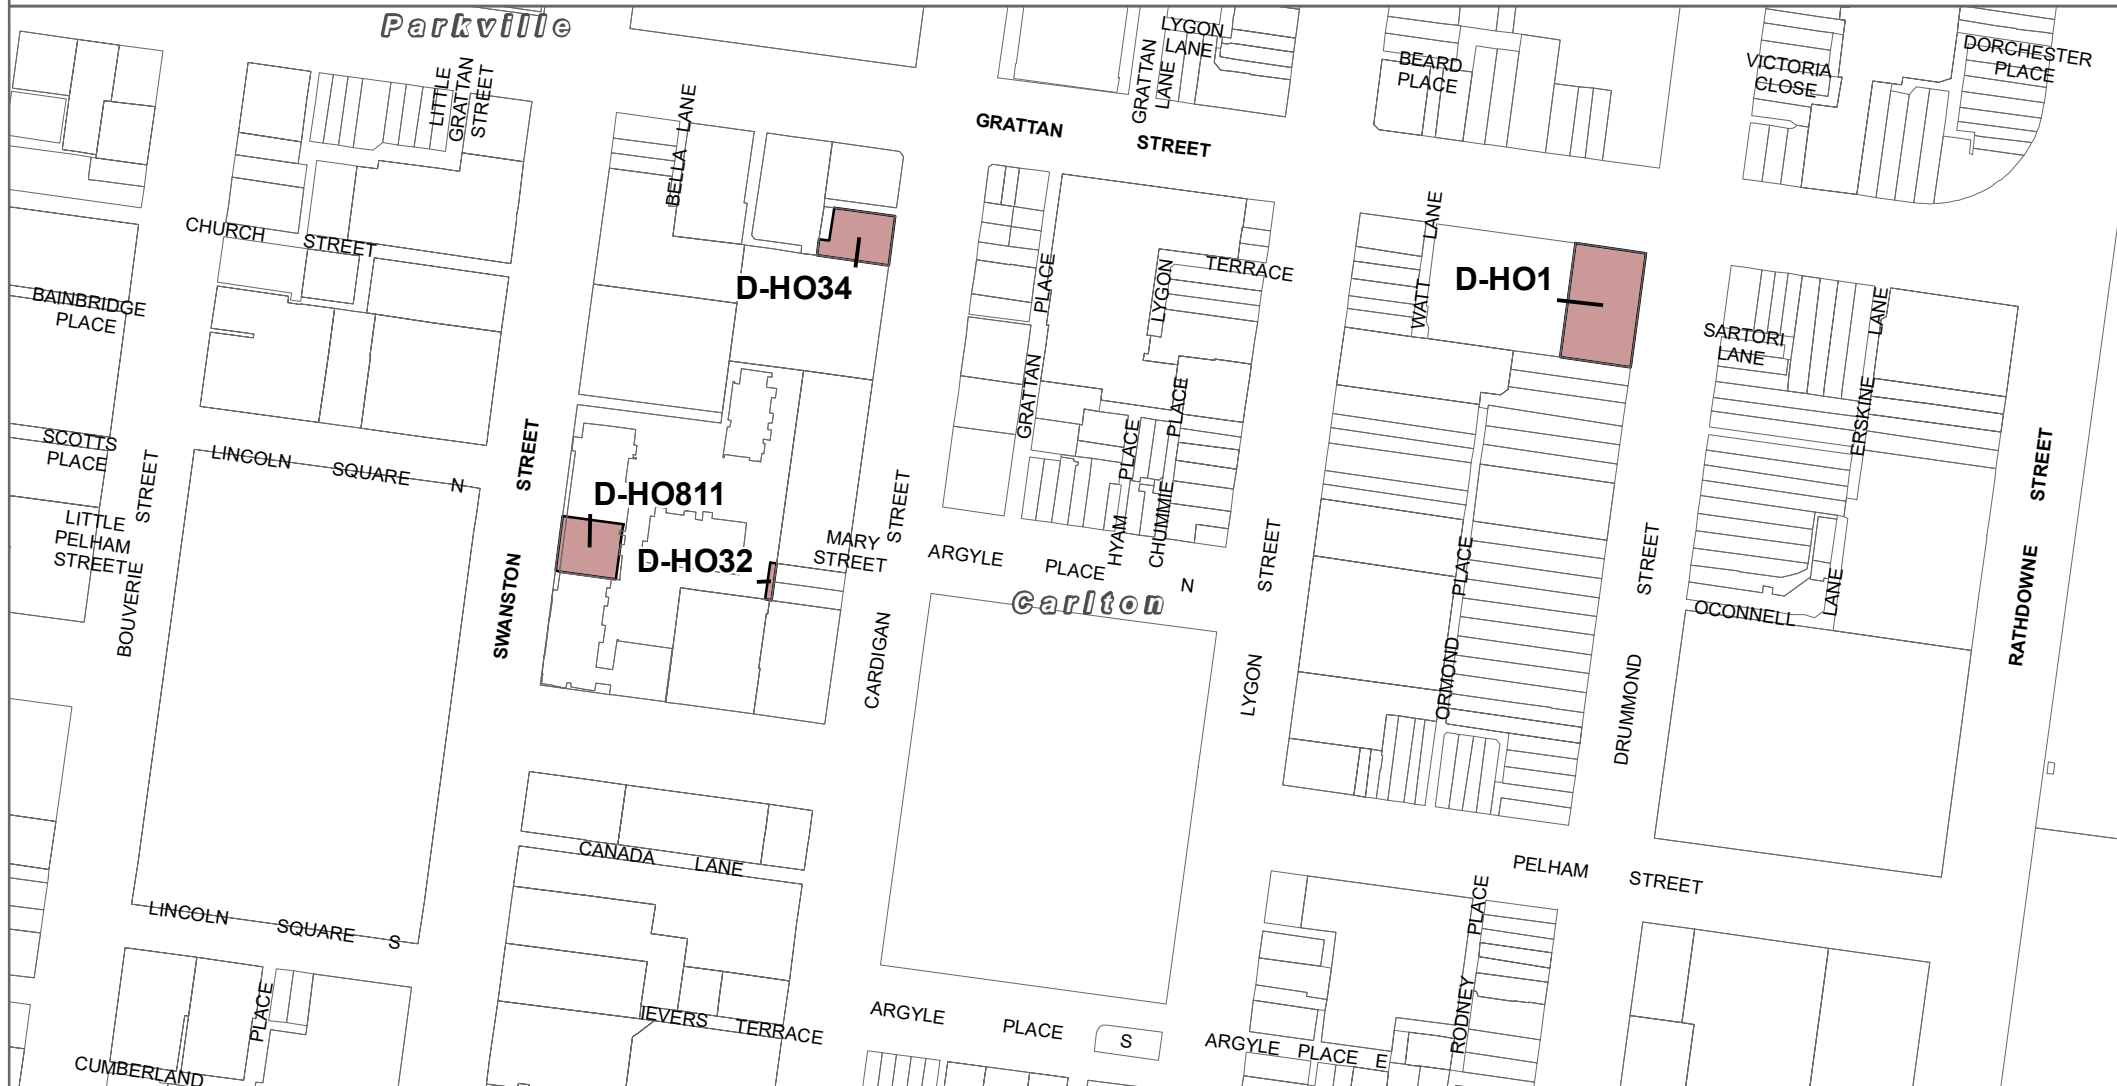 Parkville
LYGON
LANE
GRATTAN
LANE
BEARD
PLACE
VICTORIA
CLOSE
DORCHESTER
PLACE
LITTLE
GRATTAN
STREET
BELLA LANE
GRATTAN STREET
CHURCH STREET
BAINBRIDGE
PLACE
D-HO34
PLACE
GRATTAN
LYGON
TERRACE
LANE
WATT
D-HO1
SARTORI
LANE
LANE
ERSKINE
SCOTTS
PLACE
LINCOLN SQUARE N
STREET
SWANSTON
STREET
BOUVERIE
LITTLE
PELHAM
STREET
D-HO811
D-HO32
MARY
STREET
STREET
CARDIGAN
ARGYLE PLACE N
PLACE
HYAM
PLACE
CHUMMIE
Carlton
STREET
LYGON
PLACE
ORMOND
STREET
DRUMMOND
OCONNELL
LANE
STREET
RATHDOWNE
CANADA LANE
PELHAM STREET
LINCOLN SQUARE S
PLACE
CUMBERLAND
IEVERS TERRACE
ARGYLE PLACE S
ARGYLE PLACE E
PLACE
RODNEY